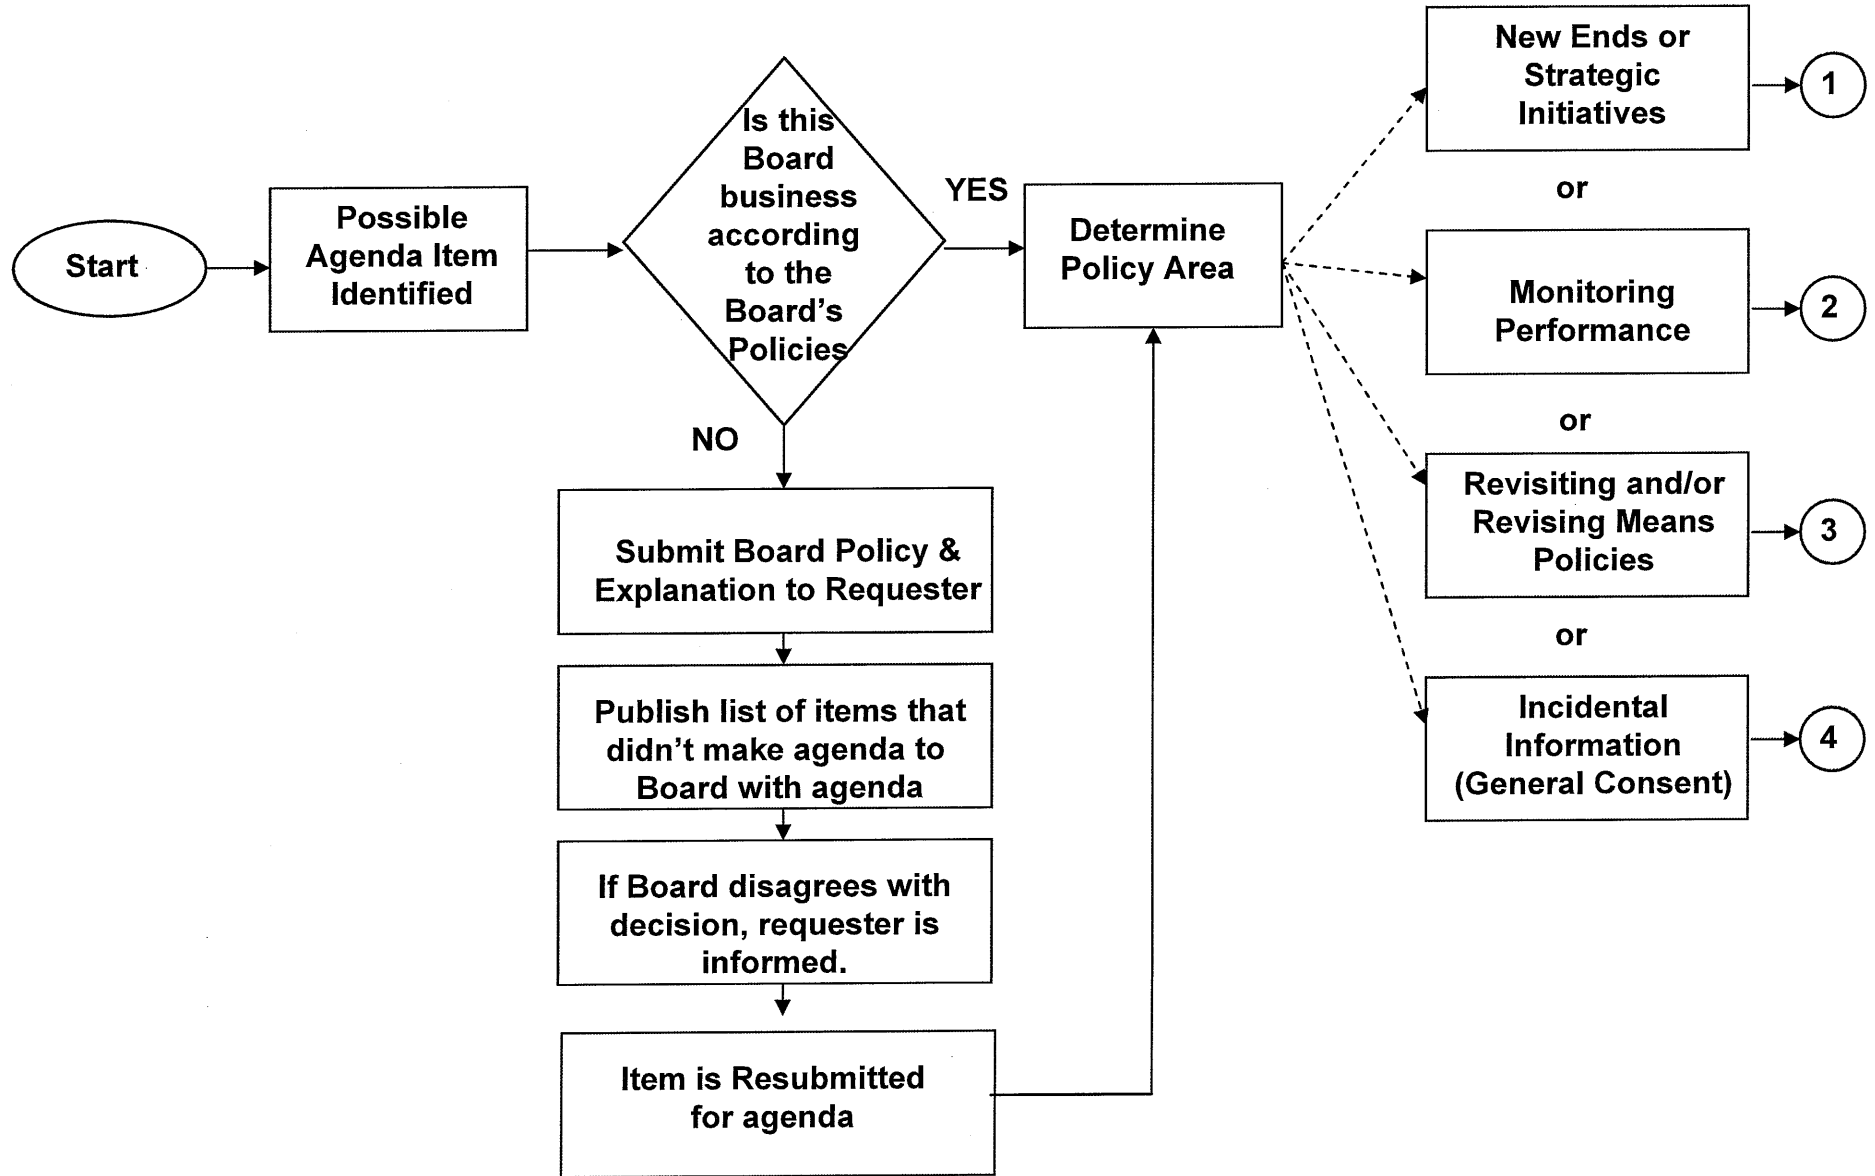 Start
Possible
Agenda Item
Identified
Is this
Board
business
according
to the
Board's
Policies
YES
NO
Submit Board Policy &
Explanation to Requester
Publish list of items that
didn't make agenda to
Board with agenda
If Board disagrees with
decision, requester is
informed.
Item is Resubmitted
for agenda
Determine
Policy Area
New Ends or
Strategic
Initiatives
1
or
Monitoring
Performance
2
or
Revisiting and/or
Revising Means
Policies
3
or
Incidental
Information
(General Consent)
4